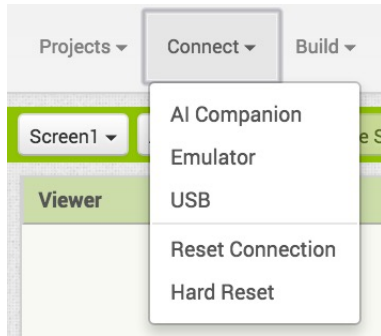 Projects Connect Build
AI Companion
Screen1
Emulator
Viewer USB
Reset Connection
Hard Reset